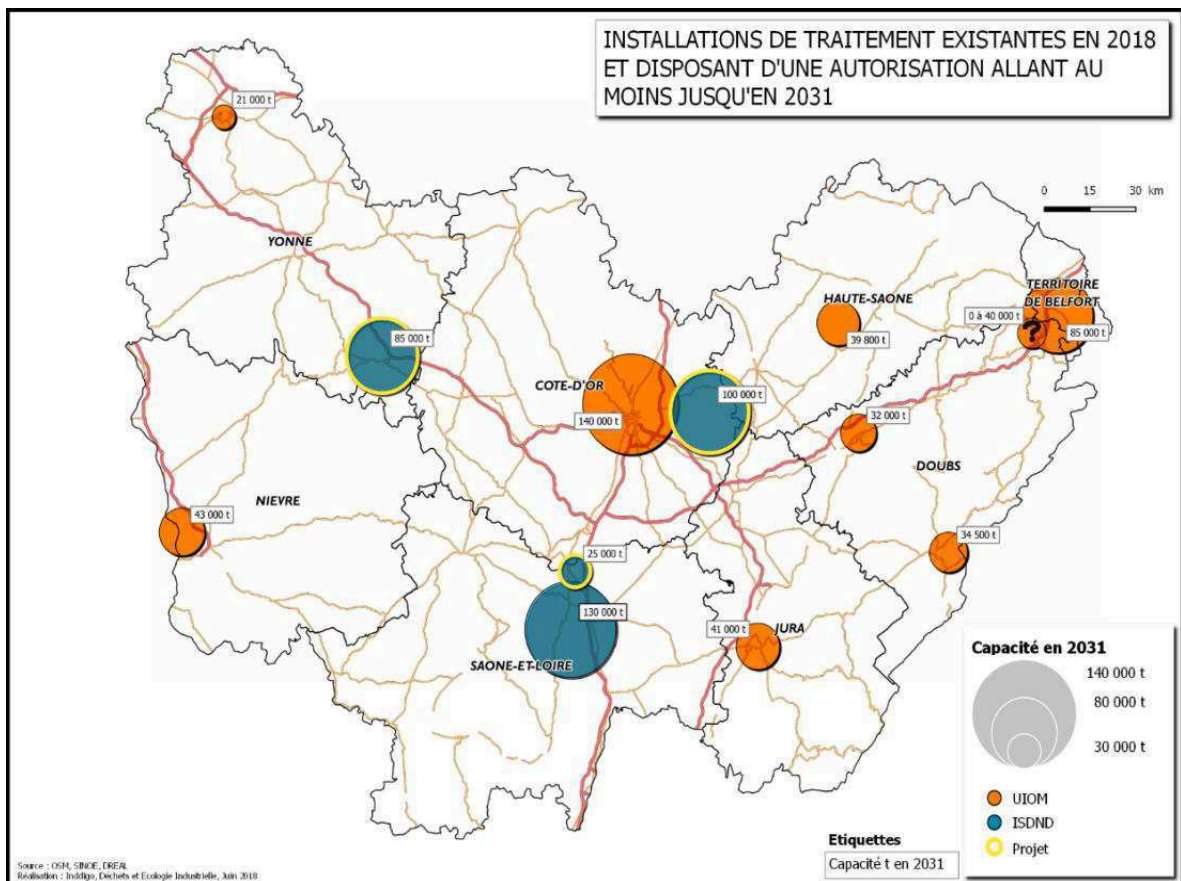 INSTALLATIONS DE TRAITEMENT EXISTANTES EN 2018
ET DISPOSANT D'UNE AUTORISATION ALLANT AU
MOINS JUSQU'EN 2031
21 000 t
0 15 30 km
YONNE
HAUTE-SAONE
TERRITOIRE
DE BELFORT
0 à 40 000 t
?
85 000 t
85 000 t
39 800 t
COTE-D'OR
100 000 t
140 000 t
32 000 t
DOUBS
NIEVRE
43 000 t
34 500 t
25 000 t
130 000 t
41 000 t
JURA
SAONE-ET-LOIRE
Capacité en 2031
140 000 t
80 000 t
30 000 t
UIOM
ISDND
Projet
Etiquettes
Capacité t en 2031
Source : OSM, SINOE, DREAL
Réalisation : Inddigo, Déchets et Ecologie Industrielle, Juin 2018